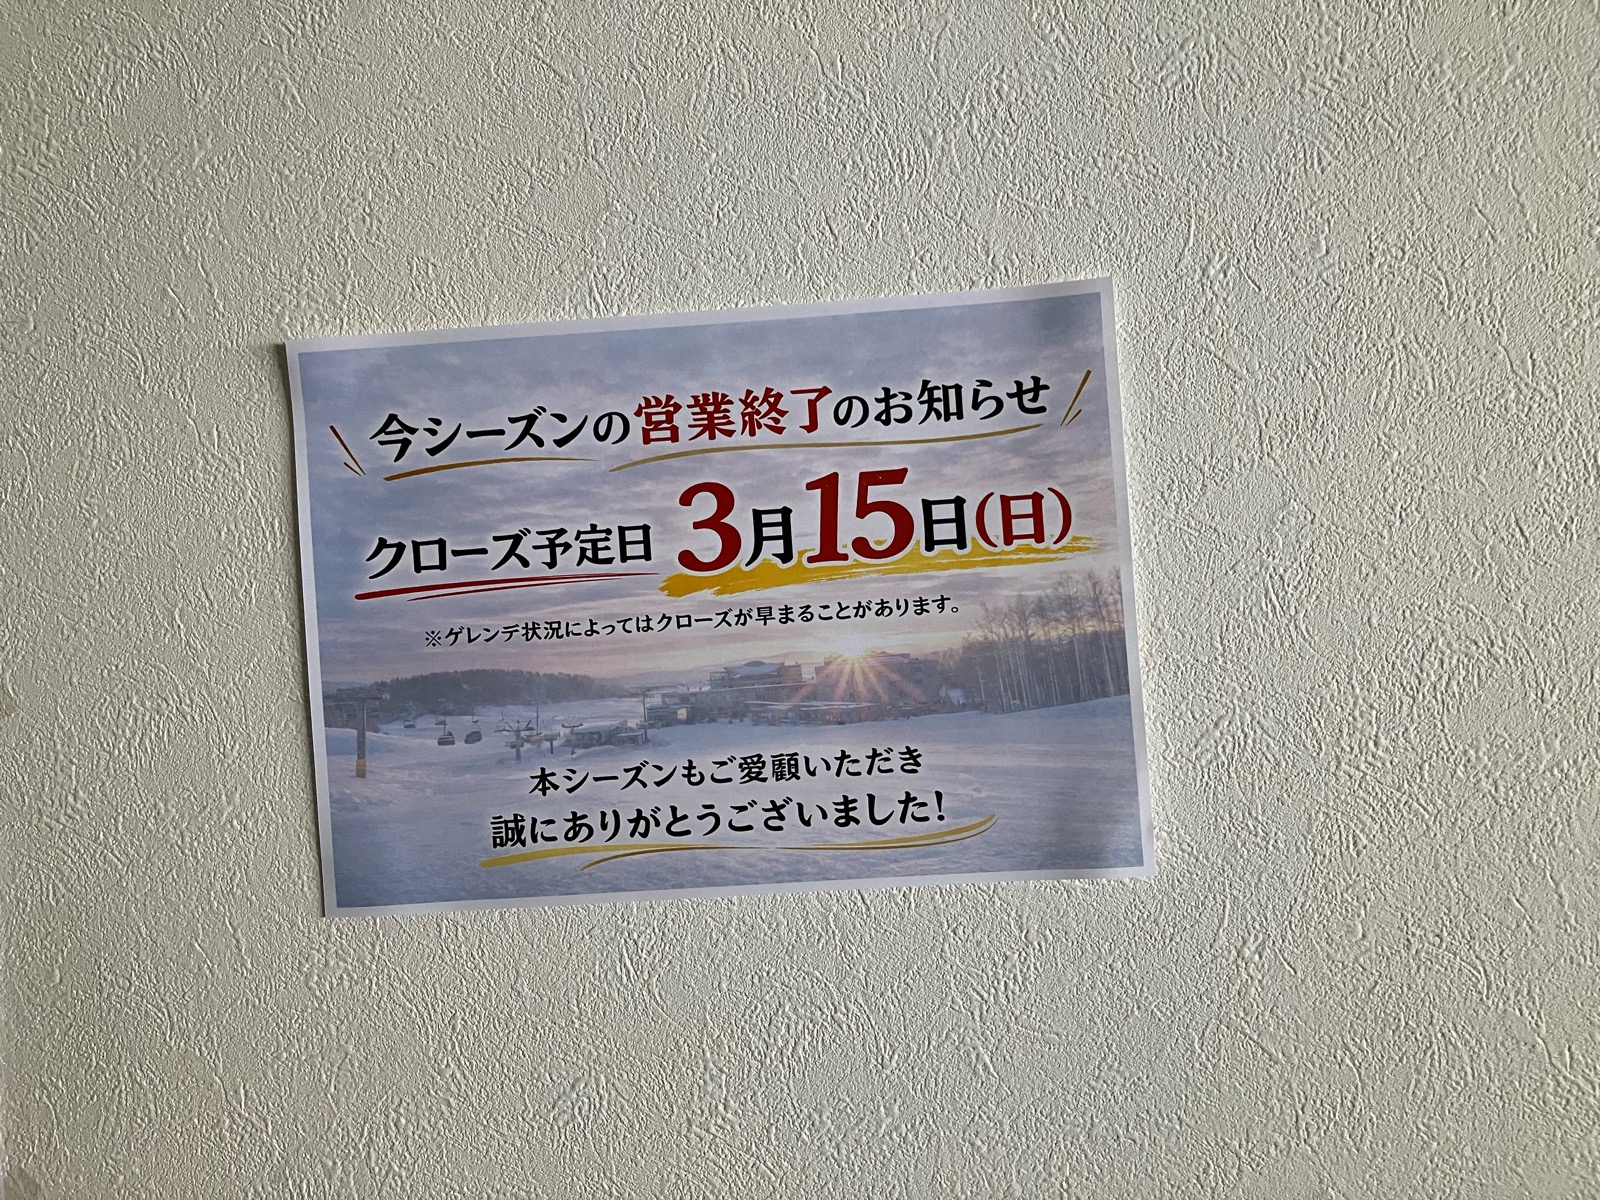 今シーズンの営業終了のお知らせ
クローズ予定日 3月15日(日)
※ゲレンデ状況によってはクローズが早まることがあります。
本シーズンもご愛顧いただき
誠にありがとうございました!